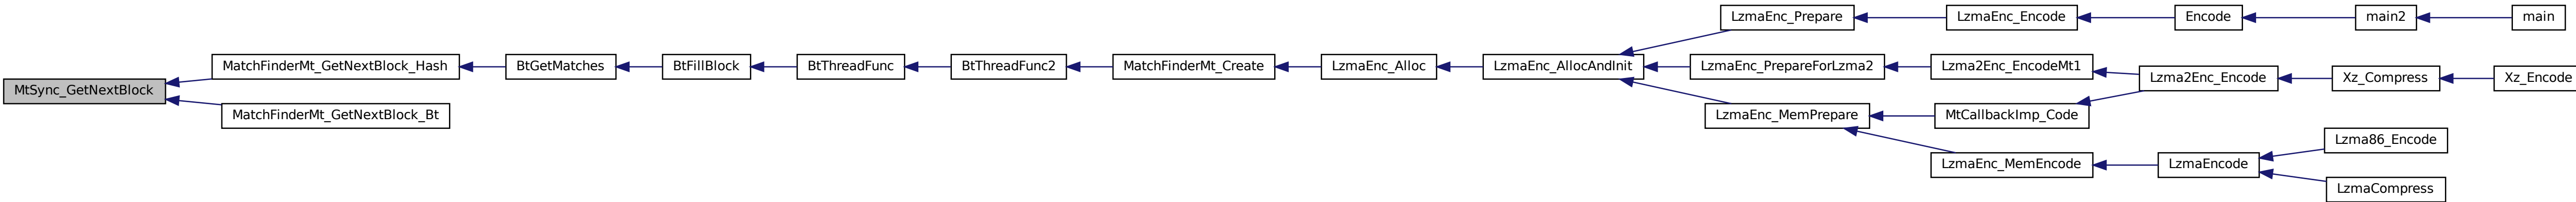 MtSync_GetNextBlock
MatchFinderMt_GetNextBlock_Hash
MatchFinderMt_GetNextBlock_Bt
BtGetMatches
BtFillBlock
BtThreadFunc
BtThreadFunc2
MatchFinderMt_Create
LzmaEnc_Alloc
LzmaEnc_AllocAndInit
LzmaEnc_Prepare
LzmaEnc_Encode
Encode
main2
main
LzmaEnc_PrepareForLzma2
Lzma2Enc_EncodeMt1
Lzma2Enc_Encode
Xz_Compress
Xz_Encode
LzmaEnc_MemPrepare
MtCallbackImp_Code
LzmaEnc_MemEncode
LzmaEncode
Lzma86_Encode
LzmaCompress